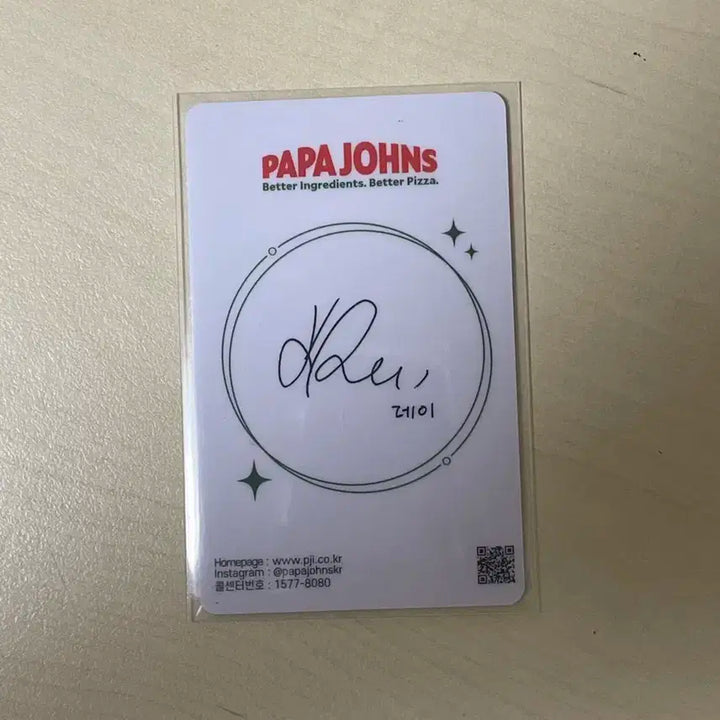 PAPA JOHNS
Better Ingredients. Better Pizza.
레이
Homepage : www.pji.co.kr
Instagram : @papajohnskr
콜센터번호 : 1577-8080